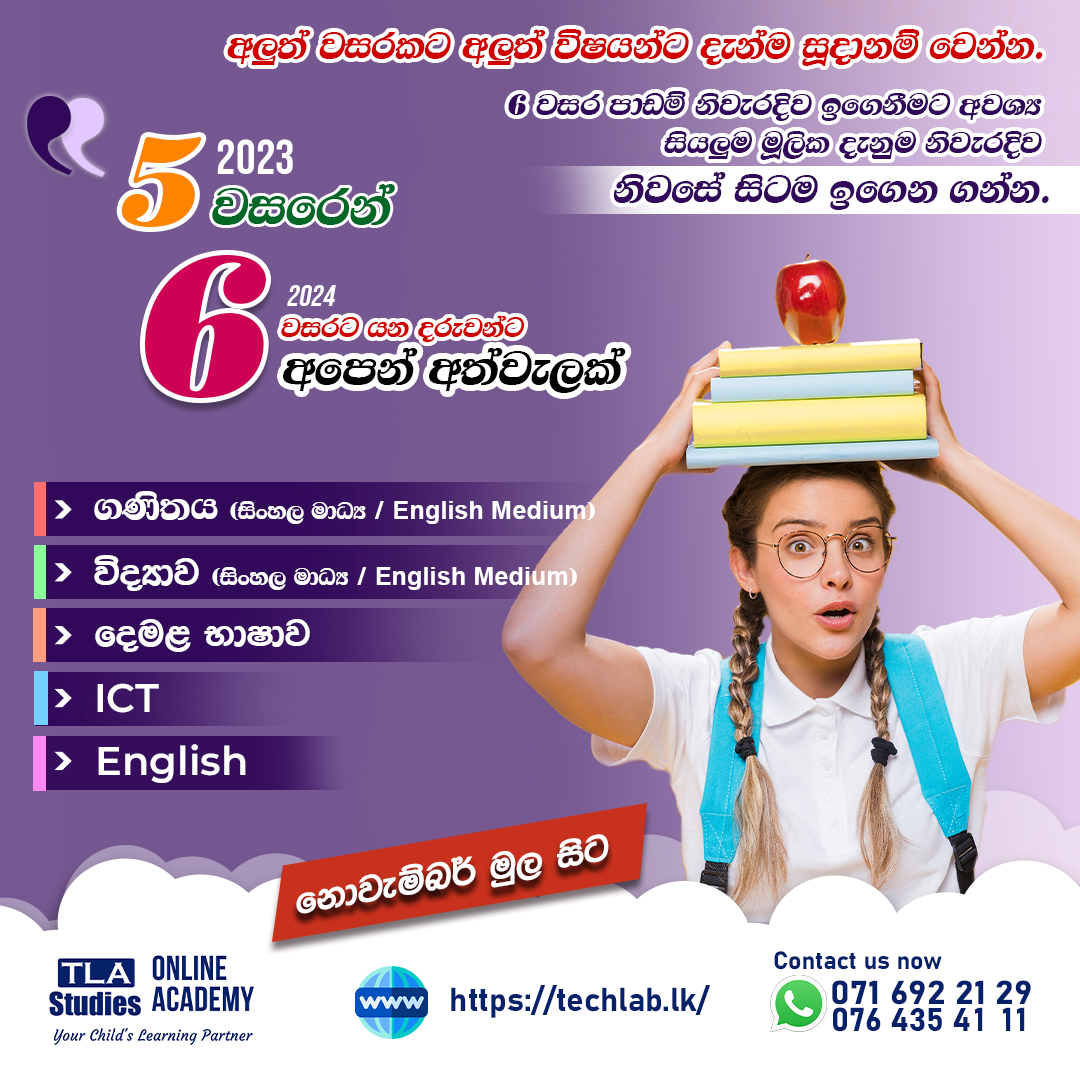 අලුත් වසරකට අලුත් විෂයන්ට දැන්ම සූදානම් වෙන්න.
6 වසර පාඩම් නිවැරදිව ඉගෙනීමට අවශ්‍ය
සියලුම මූලික දැනුම නිවැරදිව
නිවසේ සිටම ඉගෙන ගන්න.
5 2023
වසරෙන්
6 2024
වසරට යන දරුවන්ට
අපෙන් අත්වැලක්
> ගණිතය (සිංහල මාධ්‍ය / English Medium)
> විද්‍යාව (සිංහල මාධ්‍ය / English Medium)
> දෙමළ භාෂාව
> ICT
> English
නොවැම්බර් මුල සිට
TLA Studies ONLINE ACADEMY
Your Child's Learning Partner
www https://techlab.lk/
Contact us now
071 692 21 29
076 435 41 11